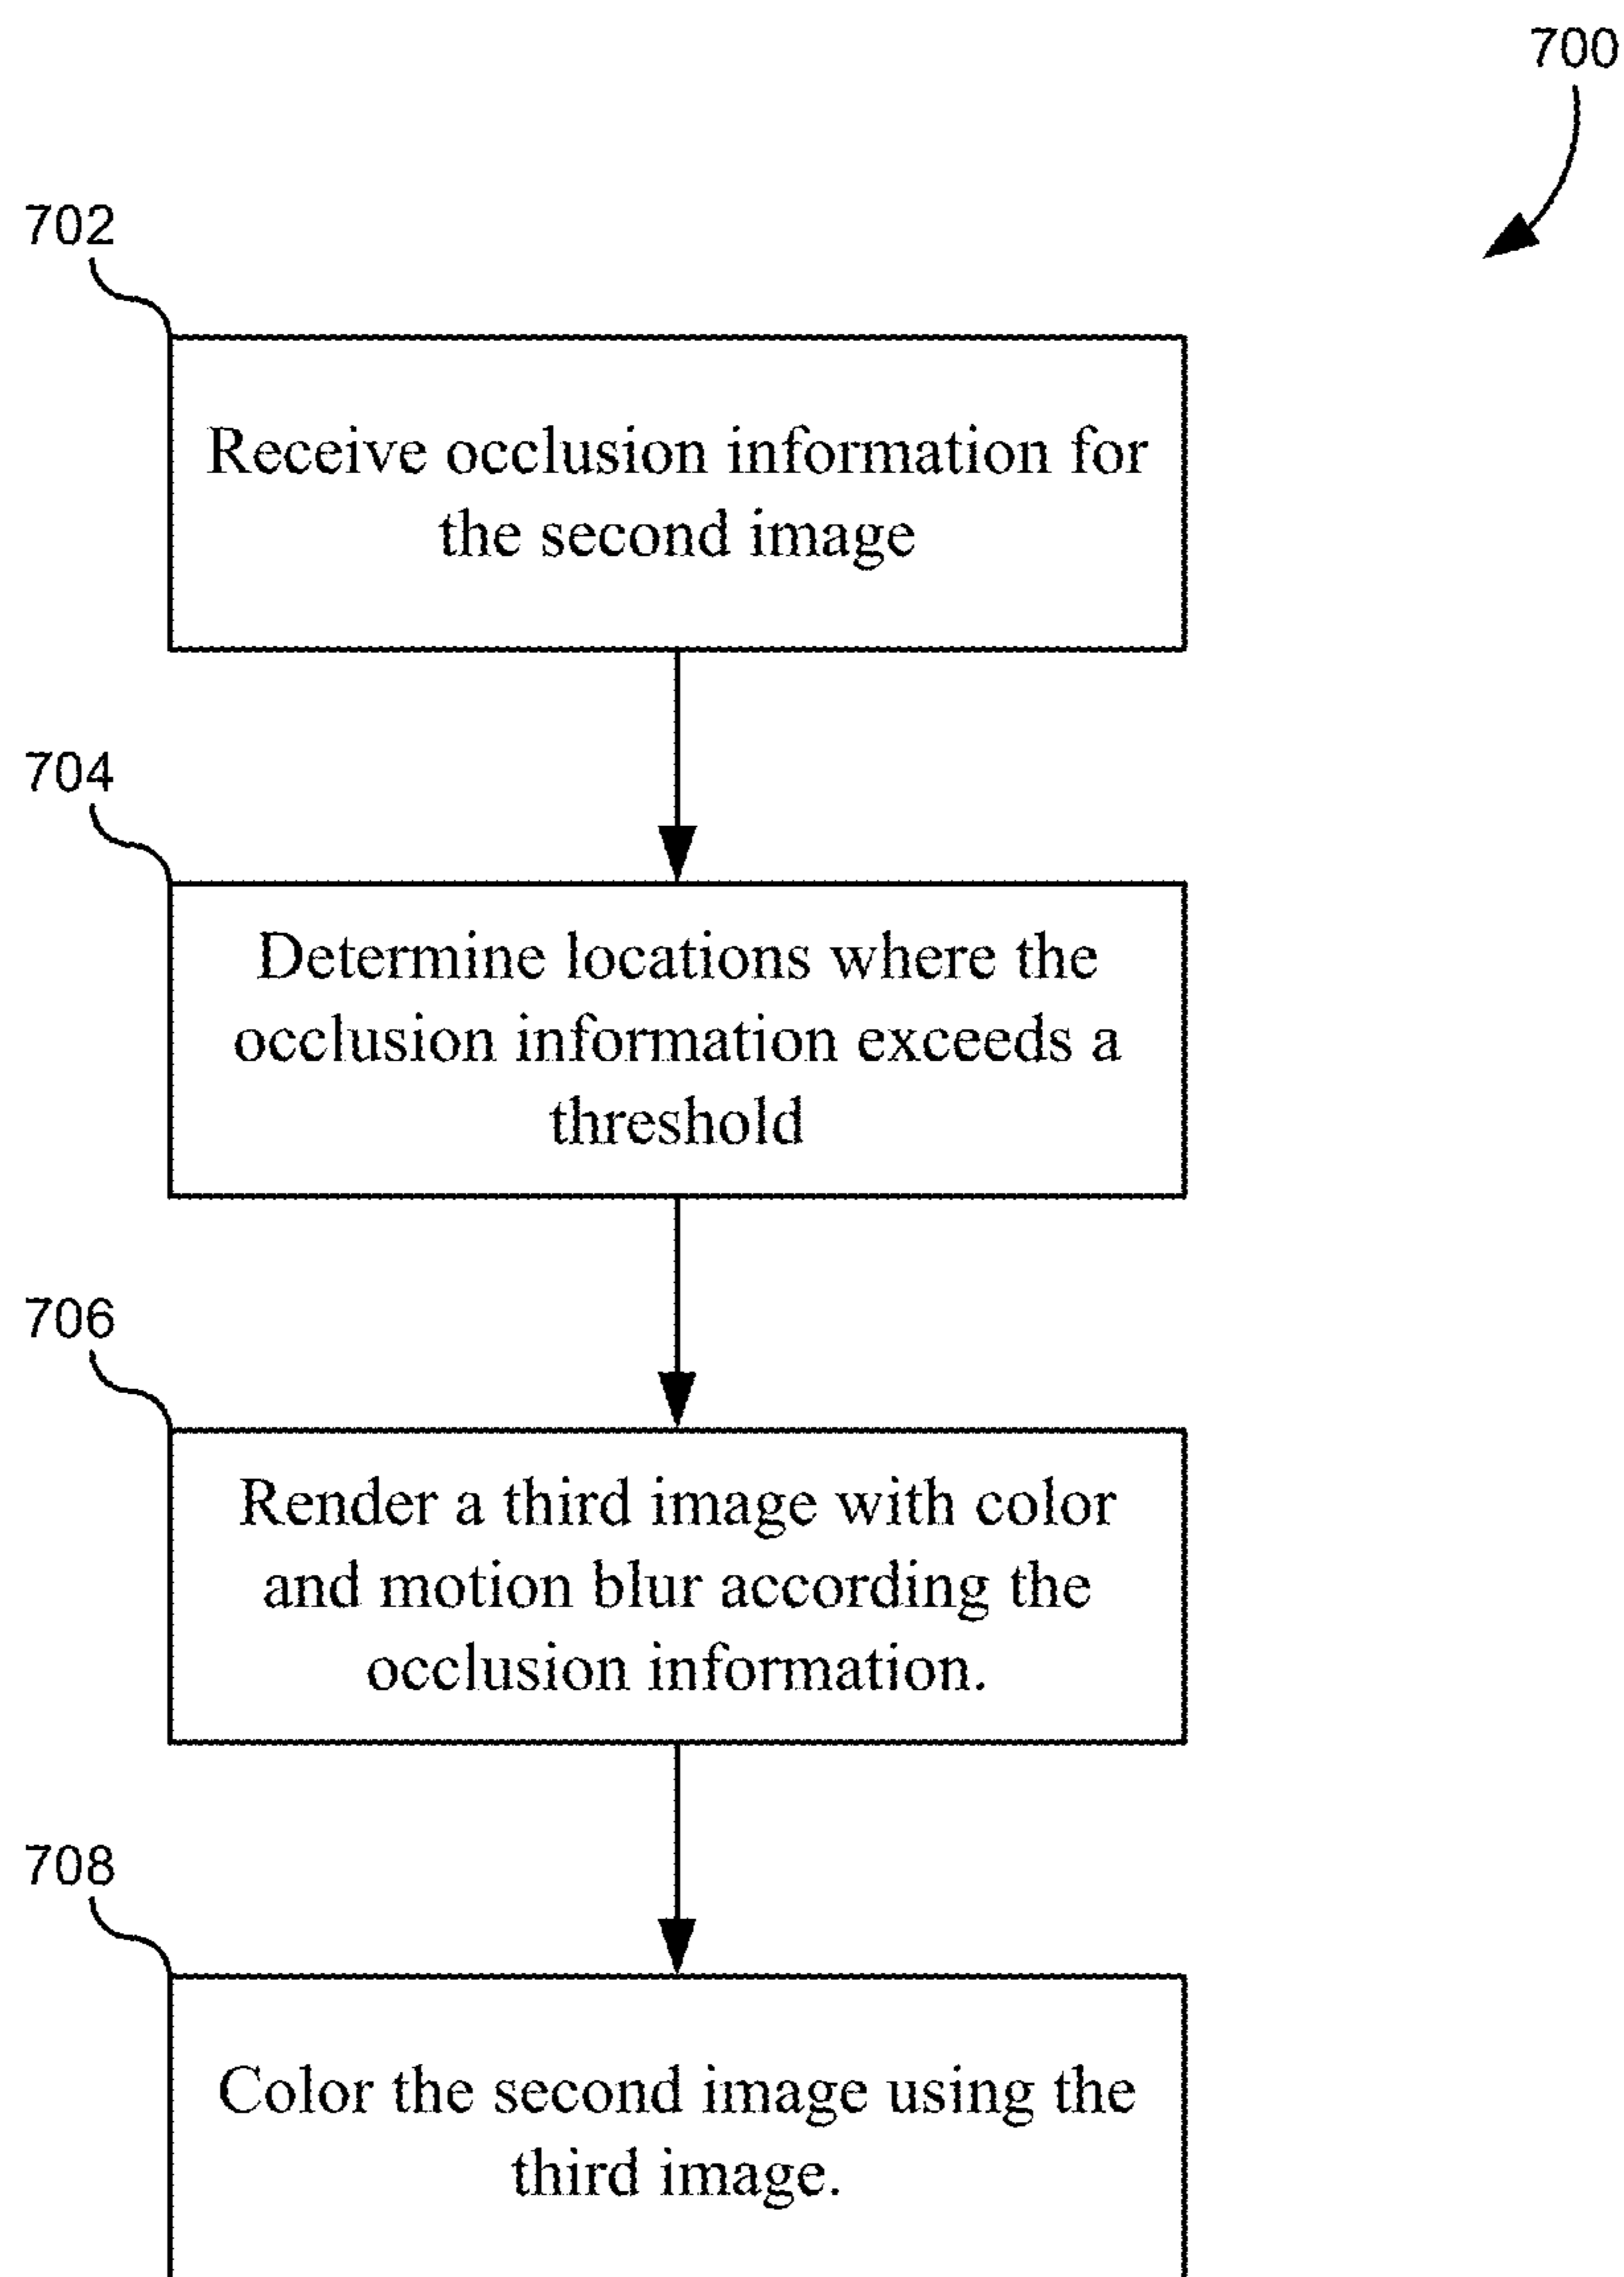 700
702
Receive occlusion information for
the second image
704
Determine locations where the
occlusion information exceeds a
threshold
706
Render a third image with color
and motion blur according the
occlusion information.
708
Color the second image using the
third image.